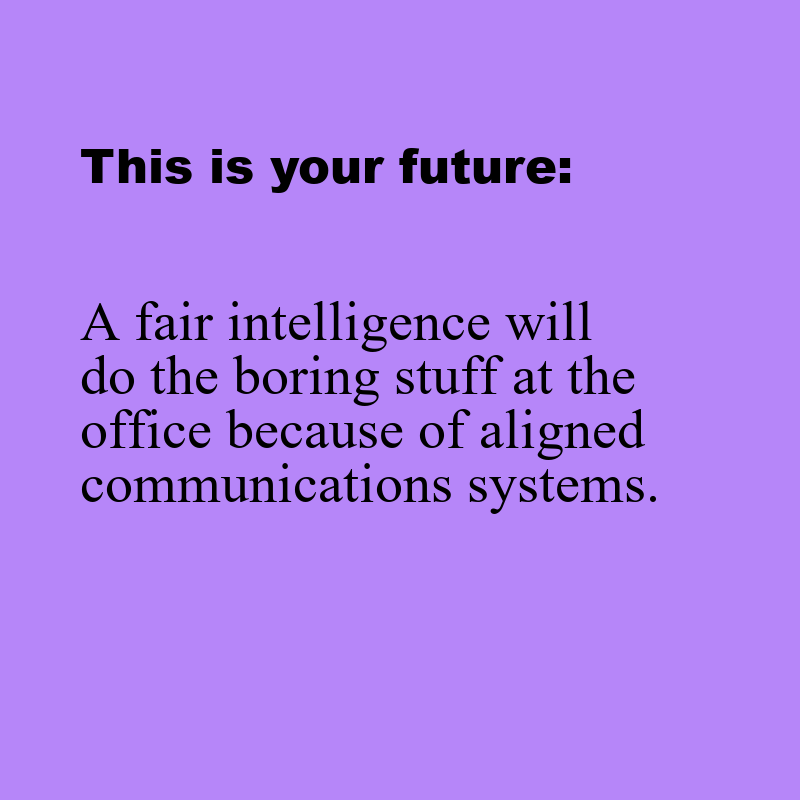 This is your future:
A fair intelligence will
do the boring stuff at the
office because of aligned
communications systems.